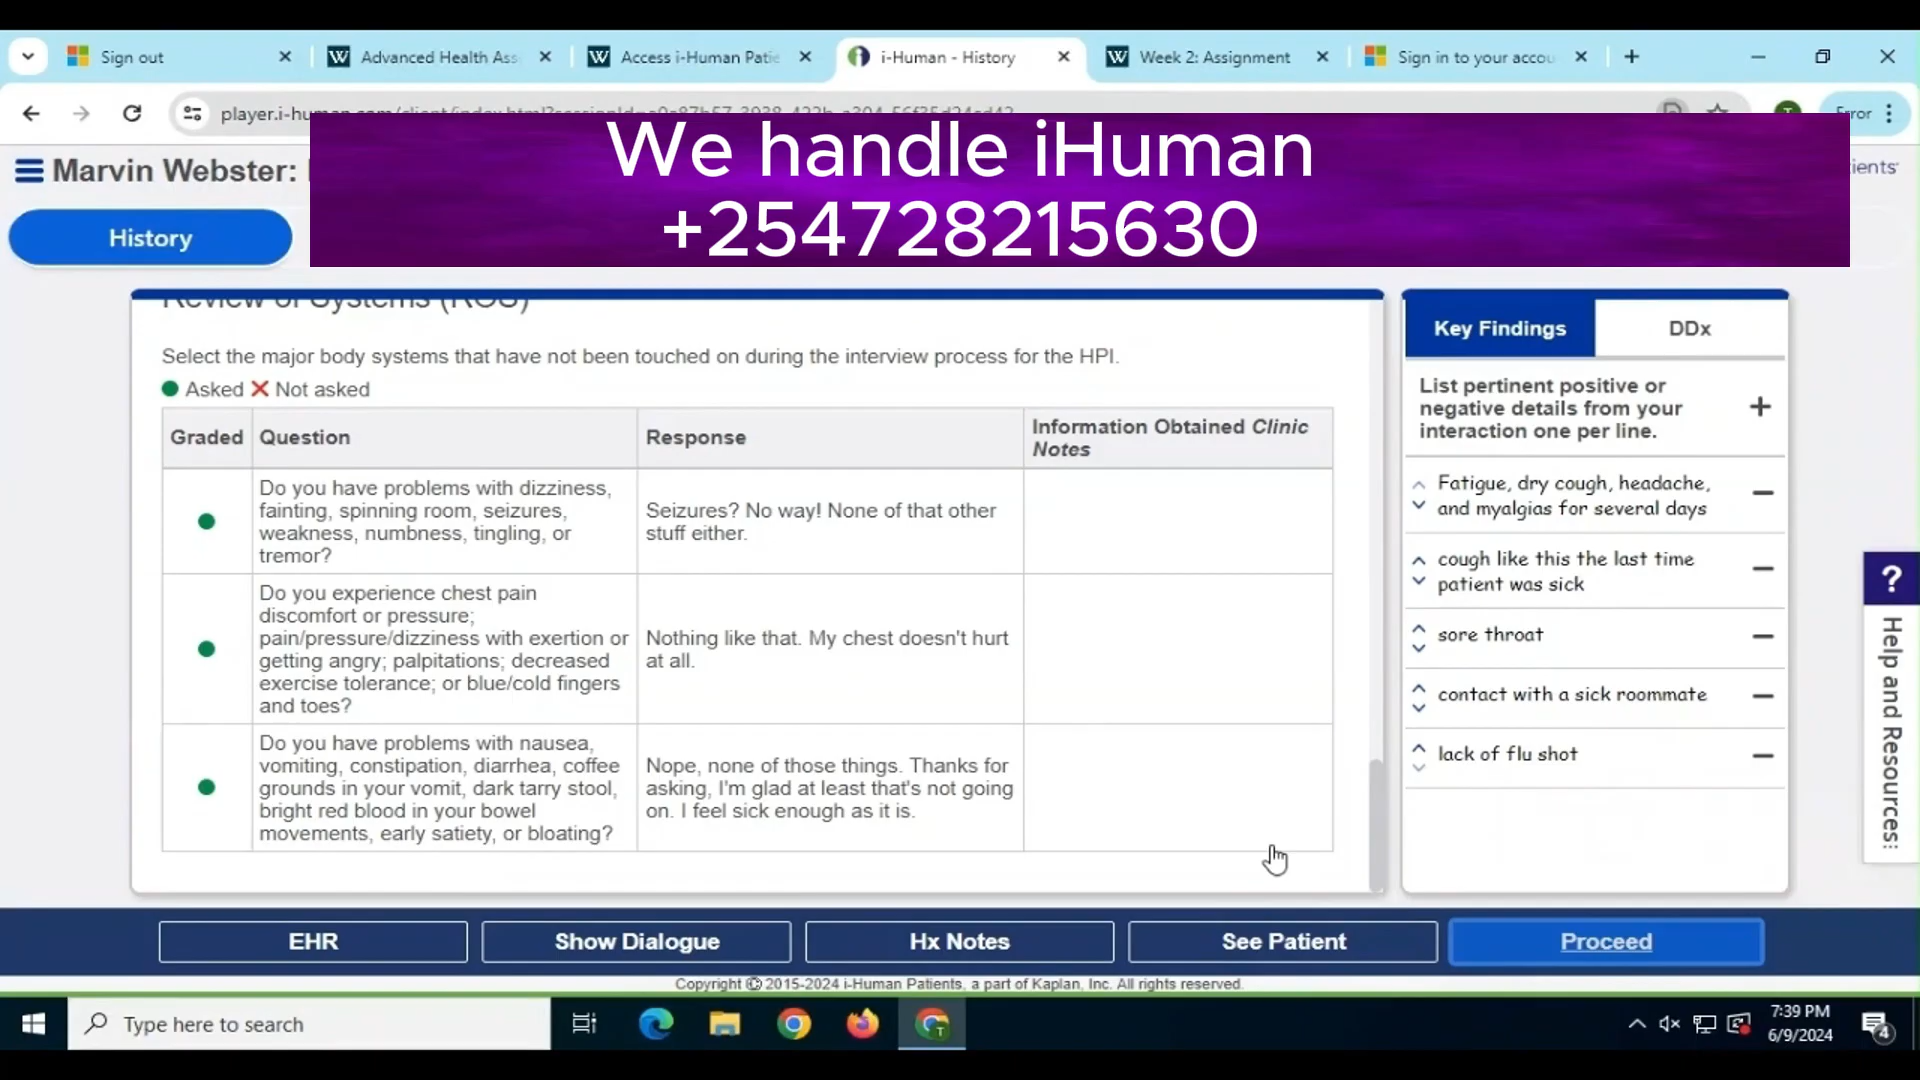 Sign out
Advanced Health Ass
Access i-Human Patie
i-Human - History
Week 2: Assignment
Sign in to your accou
Error
We handle iHuman
+254728215630
Marvin Webster:
ients
History
Review of Systems (ROS)
Select the major body systems that have not been touched on during the interview process for the HPI.
Asked Not asked
Graded
Question
Response
Information Obtained Clinic
Notes
Do you have problems with dizziness,
fainting, spinning room, seizures,
weakness, numbness, tingling, or
tremor?
Seizures? No way! None of that other
stuff either.
Do you experience chest pain
discomfort or pressure;
pain/pressure/dizziness with exertion or
getting angry; palpitations; decreased
exercise tolerance; or blue/cold fingers
and toes?
Nothing like that. My chest doesn't hurt
at all.
Do you have problems with nausea,
vomiting, constipation, diarrhea, coffee
grounds in your vomit, dark tarry stool,
bright red blood in your bowel
movements, early satiety, or bloating?
Nope, none of those things. Thanks for
asking, I'm glad at least that's not going
on. I feel sick enough as it is.
Key Findings
DDx
List pertinent positive or
negative details from your
interaction one per line.
Fatigue, dry cough, headache,
and myalgias for several days
cough like this the last time
patient was sick
sore throat
contact with a sick roommate
lack of flu shot
? Help and Resources:
EHR
Show Dialogue
Hx Notes
See Patient
Proceed
Copyright © 2015-2024 i-Human Patients, a part of Kaplan, Inc. All rights reserved.
Type here to search
7:39 PM
6/9/2024
4